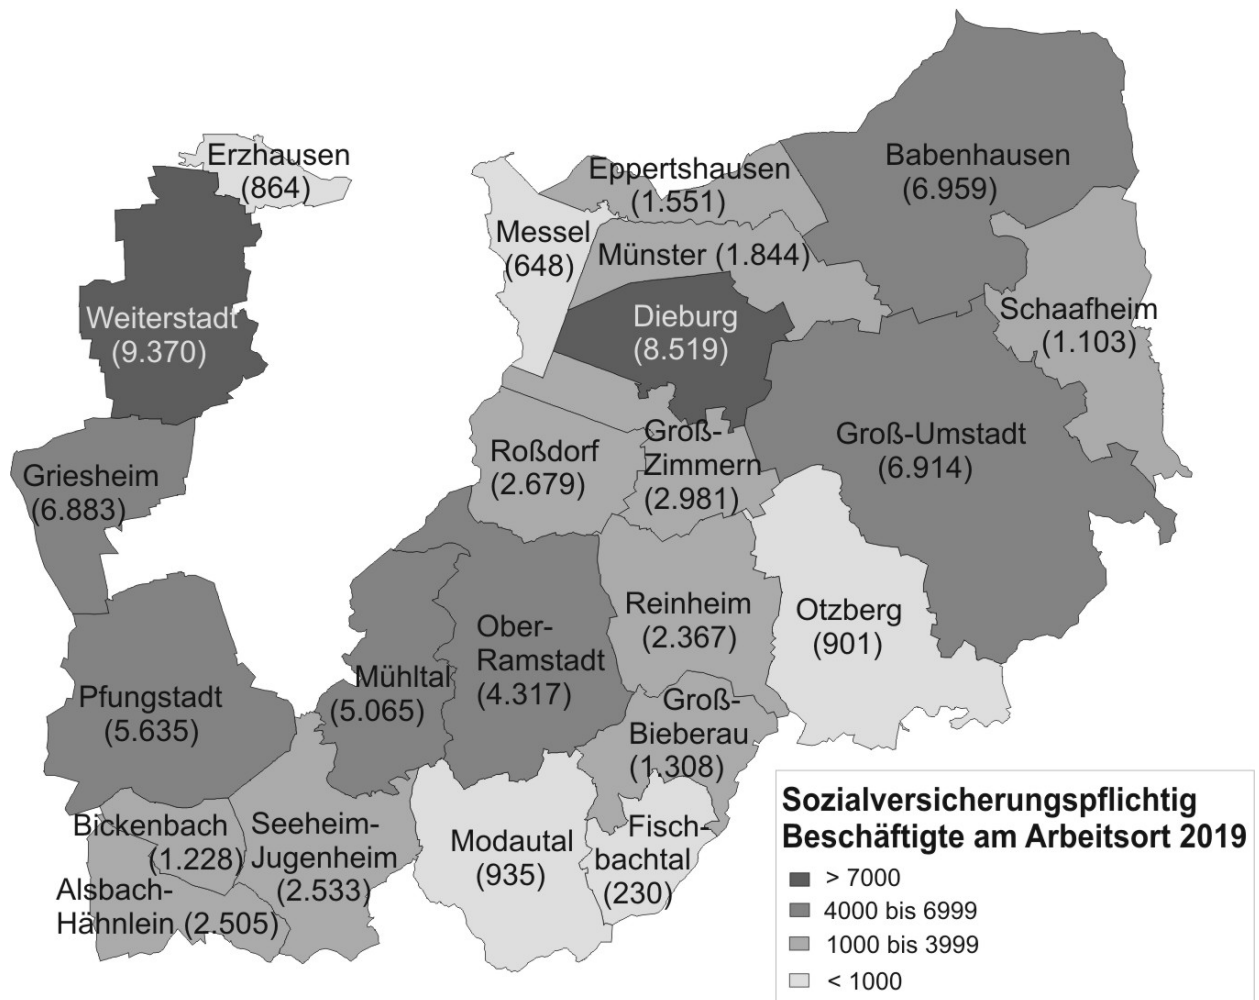 Erzhausen
(864)
Eppertshausen
(1.551)
Babenhausen
(6.959)
Messel
(648)
Münster (1.844)
Weiterstadt
(9.370)
Dieburg
(8.519)
Schaafheim
(1.103)
Griesheim
(6.883)
Roßdorf
(2.679)
Groß-
Zimmern
(2.981)
Groß-Umstadt
(6.914)
Reinheim
(2.367)
Otzberg
(901)
Ober-
Ramstadt
(4.317)
Mühltal
(5.065)
Pfungstadt
(5.635)
Groß-
Bieberau
(1.308)
Bickenbach
(1.228)
Seeheim-
Jugenheim
(2.533)
Modautal
(935)
Fisch-
bachtal
(230)
Alsbach-
Hähnlein (2.505)
Sozialversicherungspflichtig
Beschäftigte am Arbeitsort 2019
> 7000
4000 bis 6999
1000 bis 3999
< 1000